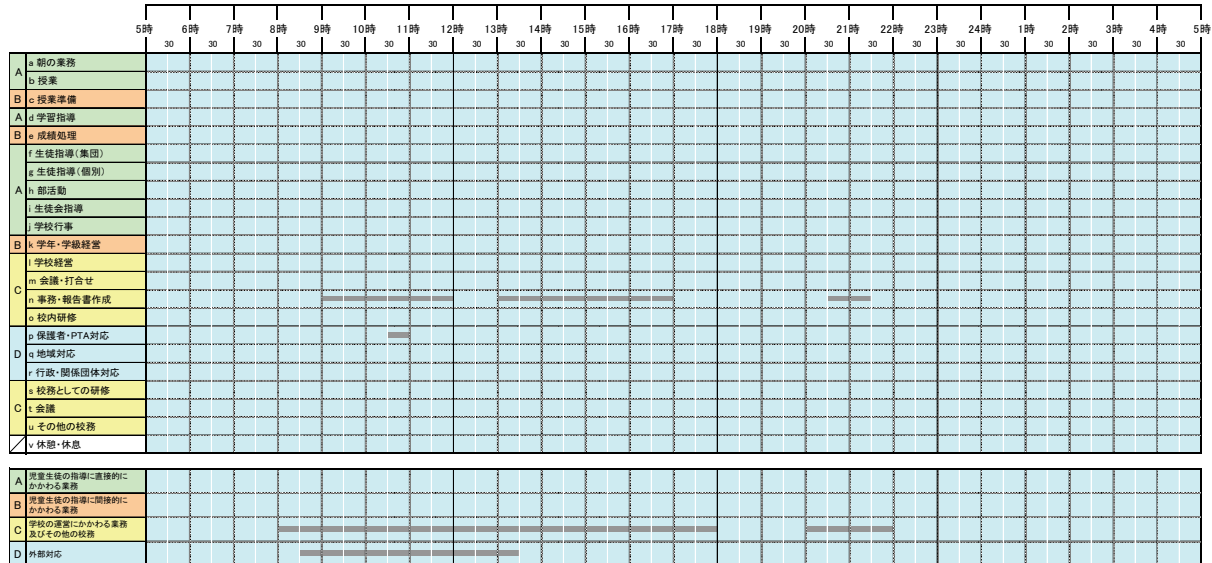 5時 6時 7時 8時 9時 10時 11時 12時 13時 14時 15時 16時 17時 18時 19時 20時 21時 22時 23時 24時 1時 2時 3時 4時 5時
30 30 30 30 30 30 30 30 30 30 30 30 30 30 30 30 30 30 30 30 30 30 30 30
A
a 朝の業務
b 授業
B c 授業準備
A d 学習指導
B e 成績処理
A
f 生徒指導(集団)
g 生徒指導(個別)
h 部活動
i 生徒会指導
j 学校行事
B k 学年・学級経営
C
l 学校経営
m 会議・打合せ
n 事務・報告書作成
o 校内研修
D
p 保護者・PTA対応
q 地域対応
r 行政・関係団体対応
C
s 校務としての研修
t 会議
u その他の校務
v 休憩・休息
A 児童生徒の指導に直接的に
かかわる業務
B 児童生徒の指導に間接的に
かかわる業務
C 学校の運営にかかわる業務
及びその他の校務
D 外部対応